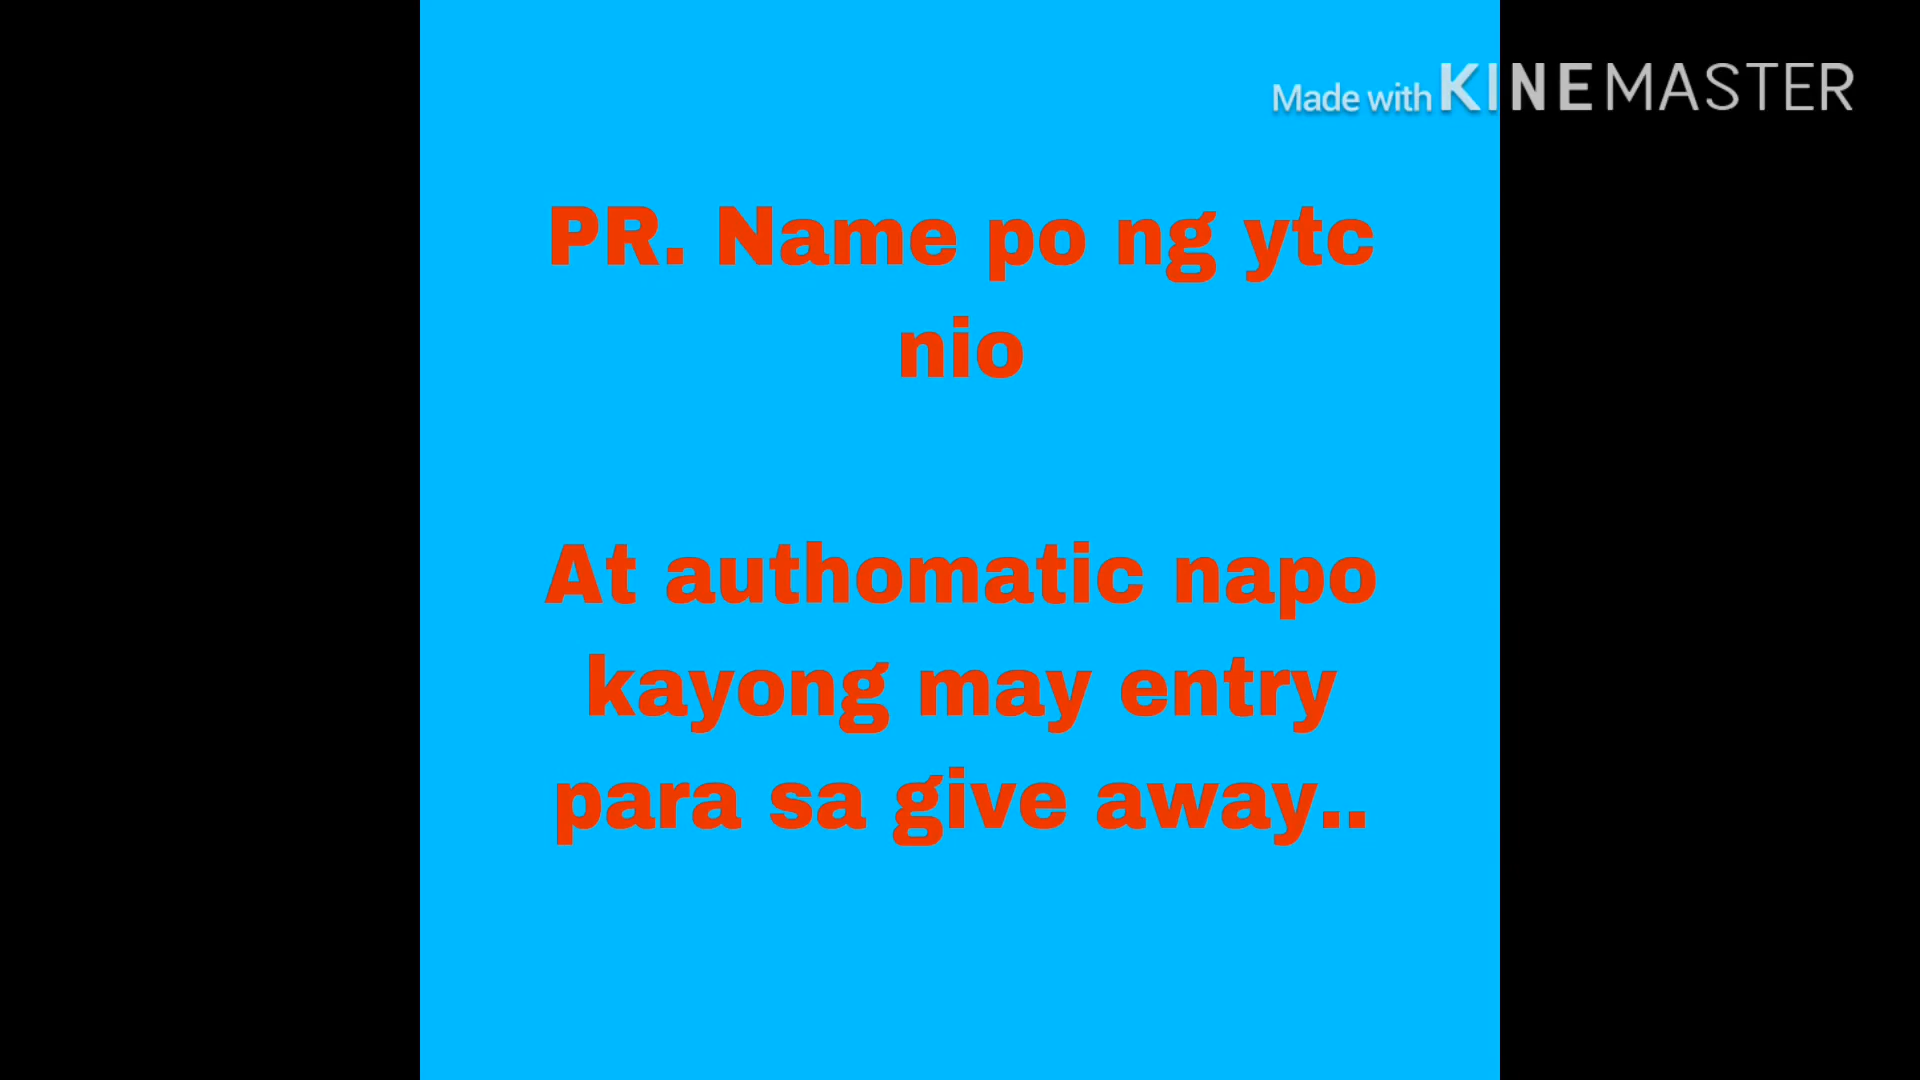 Made with KINEMASTER
PR. Name po ng ytc
nio
At authomatic napo
kayong may entry
para sa give away..